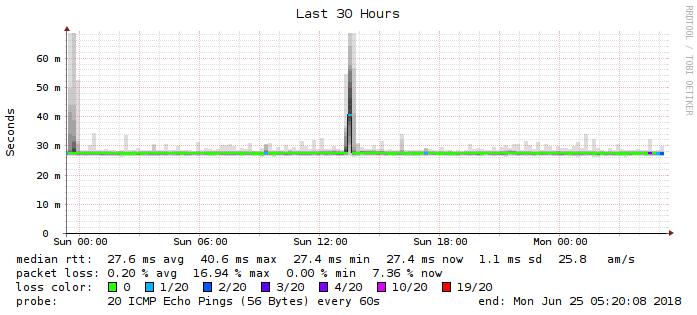 Last 30 Hours
RRDTOOL / TOBI OETIKER
Seconds
60 m
50 m
40 m
30 m
20 m
10 m
0
Sun 00:00 Sun 06:00 Sun 12:00 Sun 18:00 Mon 00:00
median rtt: 27.6 ms avg 40.6 ms max 27.4 ms min 27.4 ms now 1.1 ms sd 25.8 am/s
packet loss: 0.20 % avg 16.94 % max 0.00 % min 7.36 % now
loss color: 0 1/20 2/20 3/20 4/20 10/20 19/20
probe: 20 ICMP Echo Pings (56 Bytes) every 60s end: Mon Jun 25 05:20:08 2018